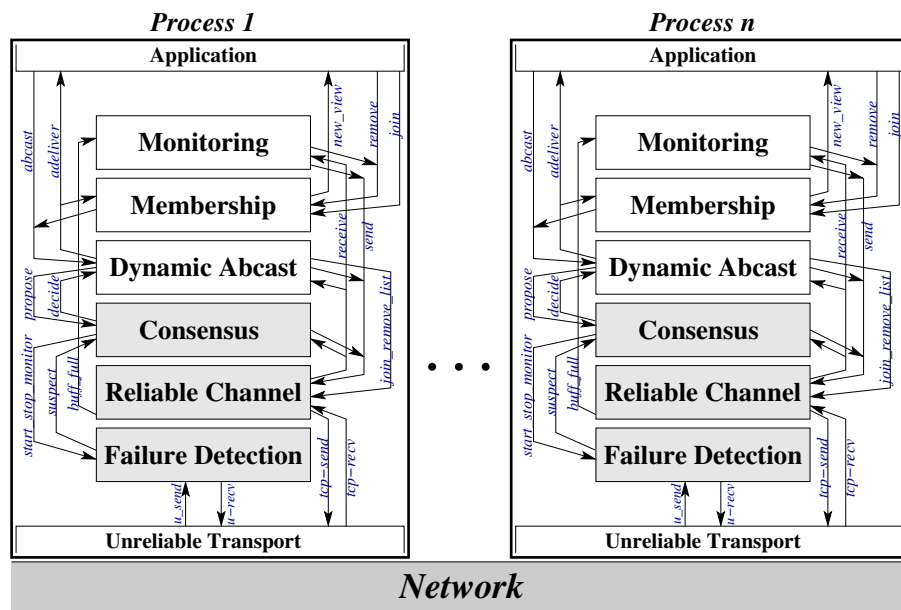 Process 1
Process n
Application
Application
abcast
adeliver
new_view
remove
join
abcast
adeliver
new_view
remove
join
Monitoring
Monitoring
Membership
Membership
receive
send
receive
send
Dynamic Abcast
Dynamic Abcast
propose
decide
join_remove_list
propose
decide
join_remove_list
Consensus
Consensus
start_stop_monitor
suspect
buff_full
start_stop_monitor
suspect
buff_full
Reliable Channel
Reliable Channel
Failure Detection
Failure Detection
tcp-send
tcp-recv
tcp-send
tcp-recv
u_send
u-recv
u_send
u-recv
Unreliable Transport
Unreliable Transport
Network